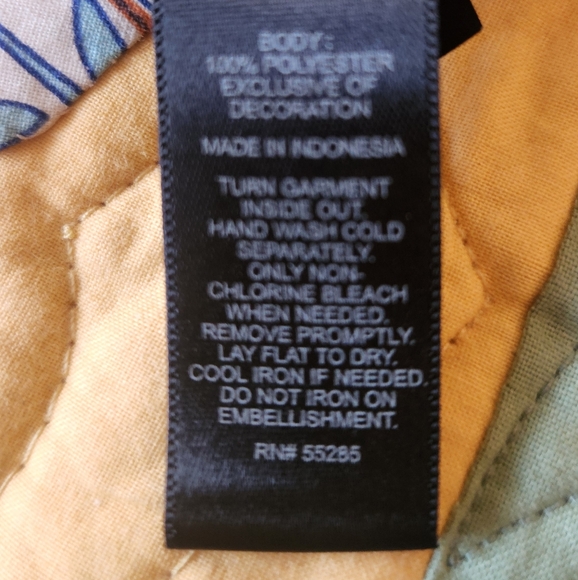 BODY:
100% POLYESTER
EXCLUSIVE OF
DECORATION
MADE IN INDONESIA
TURN GARMENT
INSIDE OUT.
HAND WASH COLD
SEPARATELY.
ONLY NON-
CHLORINE BLEACH
WHEN NEEDED.
REMOVE PROMPTLY.
LAY FLAT TO DRY.
COOL IRON IF NEEDED.
DO NOT IRON ON
EMBELLISHMENT.
RN# 55285